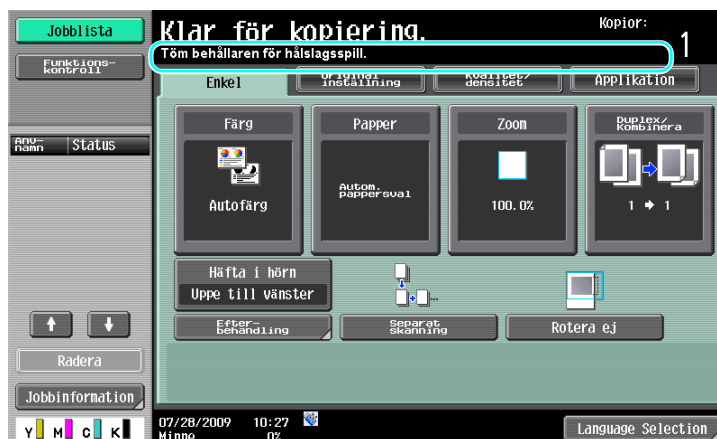 Jobblista
Klar för kopiering.
Kopior:
1
Töm behållaren för hålslagsspill.
Funktions-
kontroll
Enkel
Original
inställning
Kvalitet/
densitet
Applikation
Anv-
namn
Status
Färg
Papper
Zoom
Duplex/
Kombinera
Autofärg
Autom.
pappersval
100.0%
1 → 1
Häfta i hörn
Uppe till vänster
Efter-
behandling
Separat
skanning
Rotera ej
Radera
Jobbinformation
Y M C K
07/28/2009 10:27
Minne 0%
Language Selection